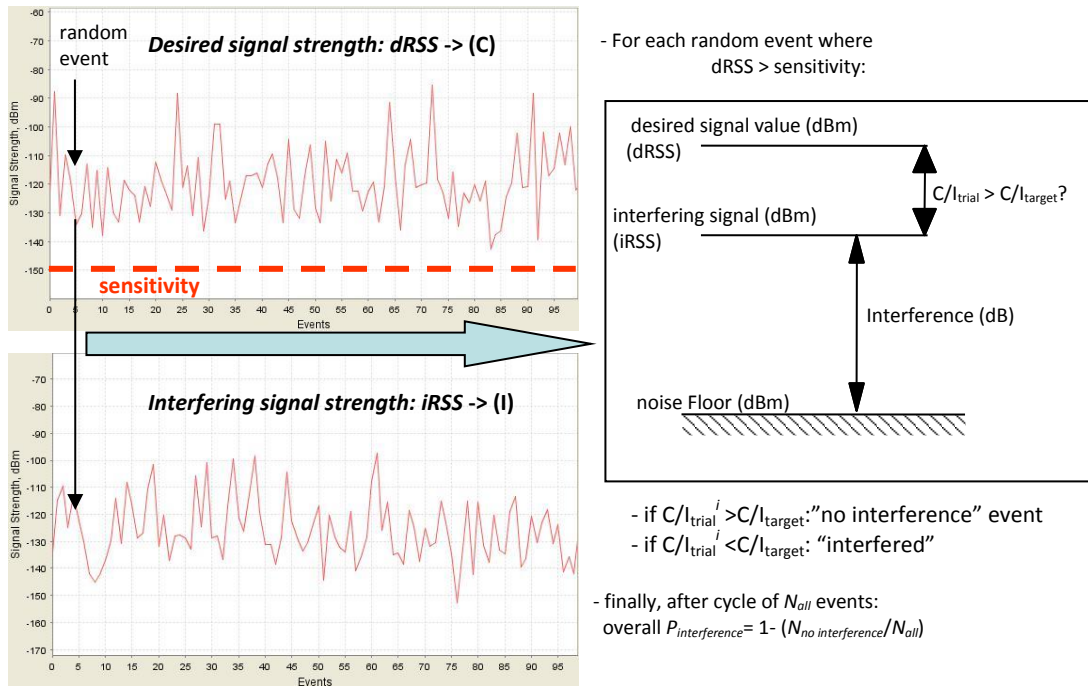 -60
-70
-80
-90
-100
-110
-120
-130
-140
-150
Signal Strength, dBm
random
event
Desired signal strength: dRSS -> (C)
sensitivity
0 5 10 15 20 25 30 35 40 45 50 55 60 65 70 75 80 85 90 95
Events
-70
-80
-90
-100
-110
-120
-130
-140
-150
-160
-170
Signal Strength, dBm
Interfering signal strength: iRSS -> (I)
0 5 10 15 20 25 30 35 40 45 50 55 60 65 70 75 80 85 90 95
Events
- For each random event where
dRSS > sensitivity:
desired signal value (dBm)
(dRSS)
C/Itrial > C/Itarget?
interfering signal (dBm)
(iRSS)
Interference (dB)
noise Floor (dBm)
- if C/Itrial^i >C/Itarget:”no interference” event
- if C/Itrial^i <C/Itarget: “interfered”
- finally, after cycle of Nall events:
overall Pinterference= 1- (Nno interference/Nall)